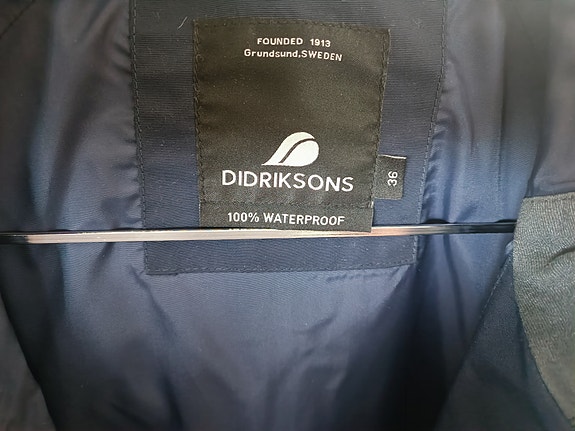 FOUNDED 1913
Grundsund, SWEDEN
DIDRIKSONS
36
100% WATERPROOF